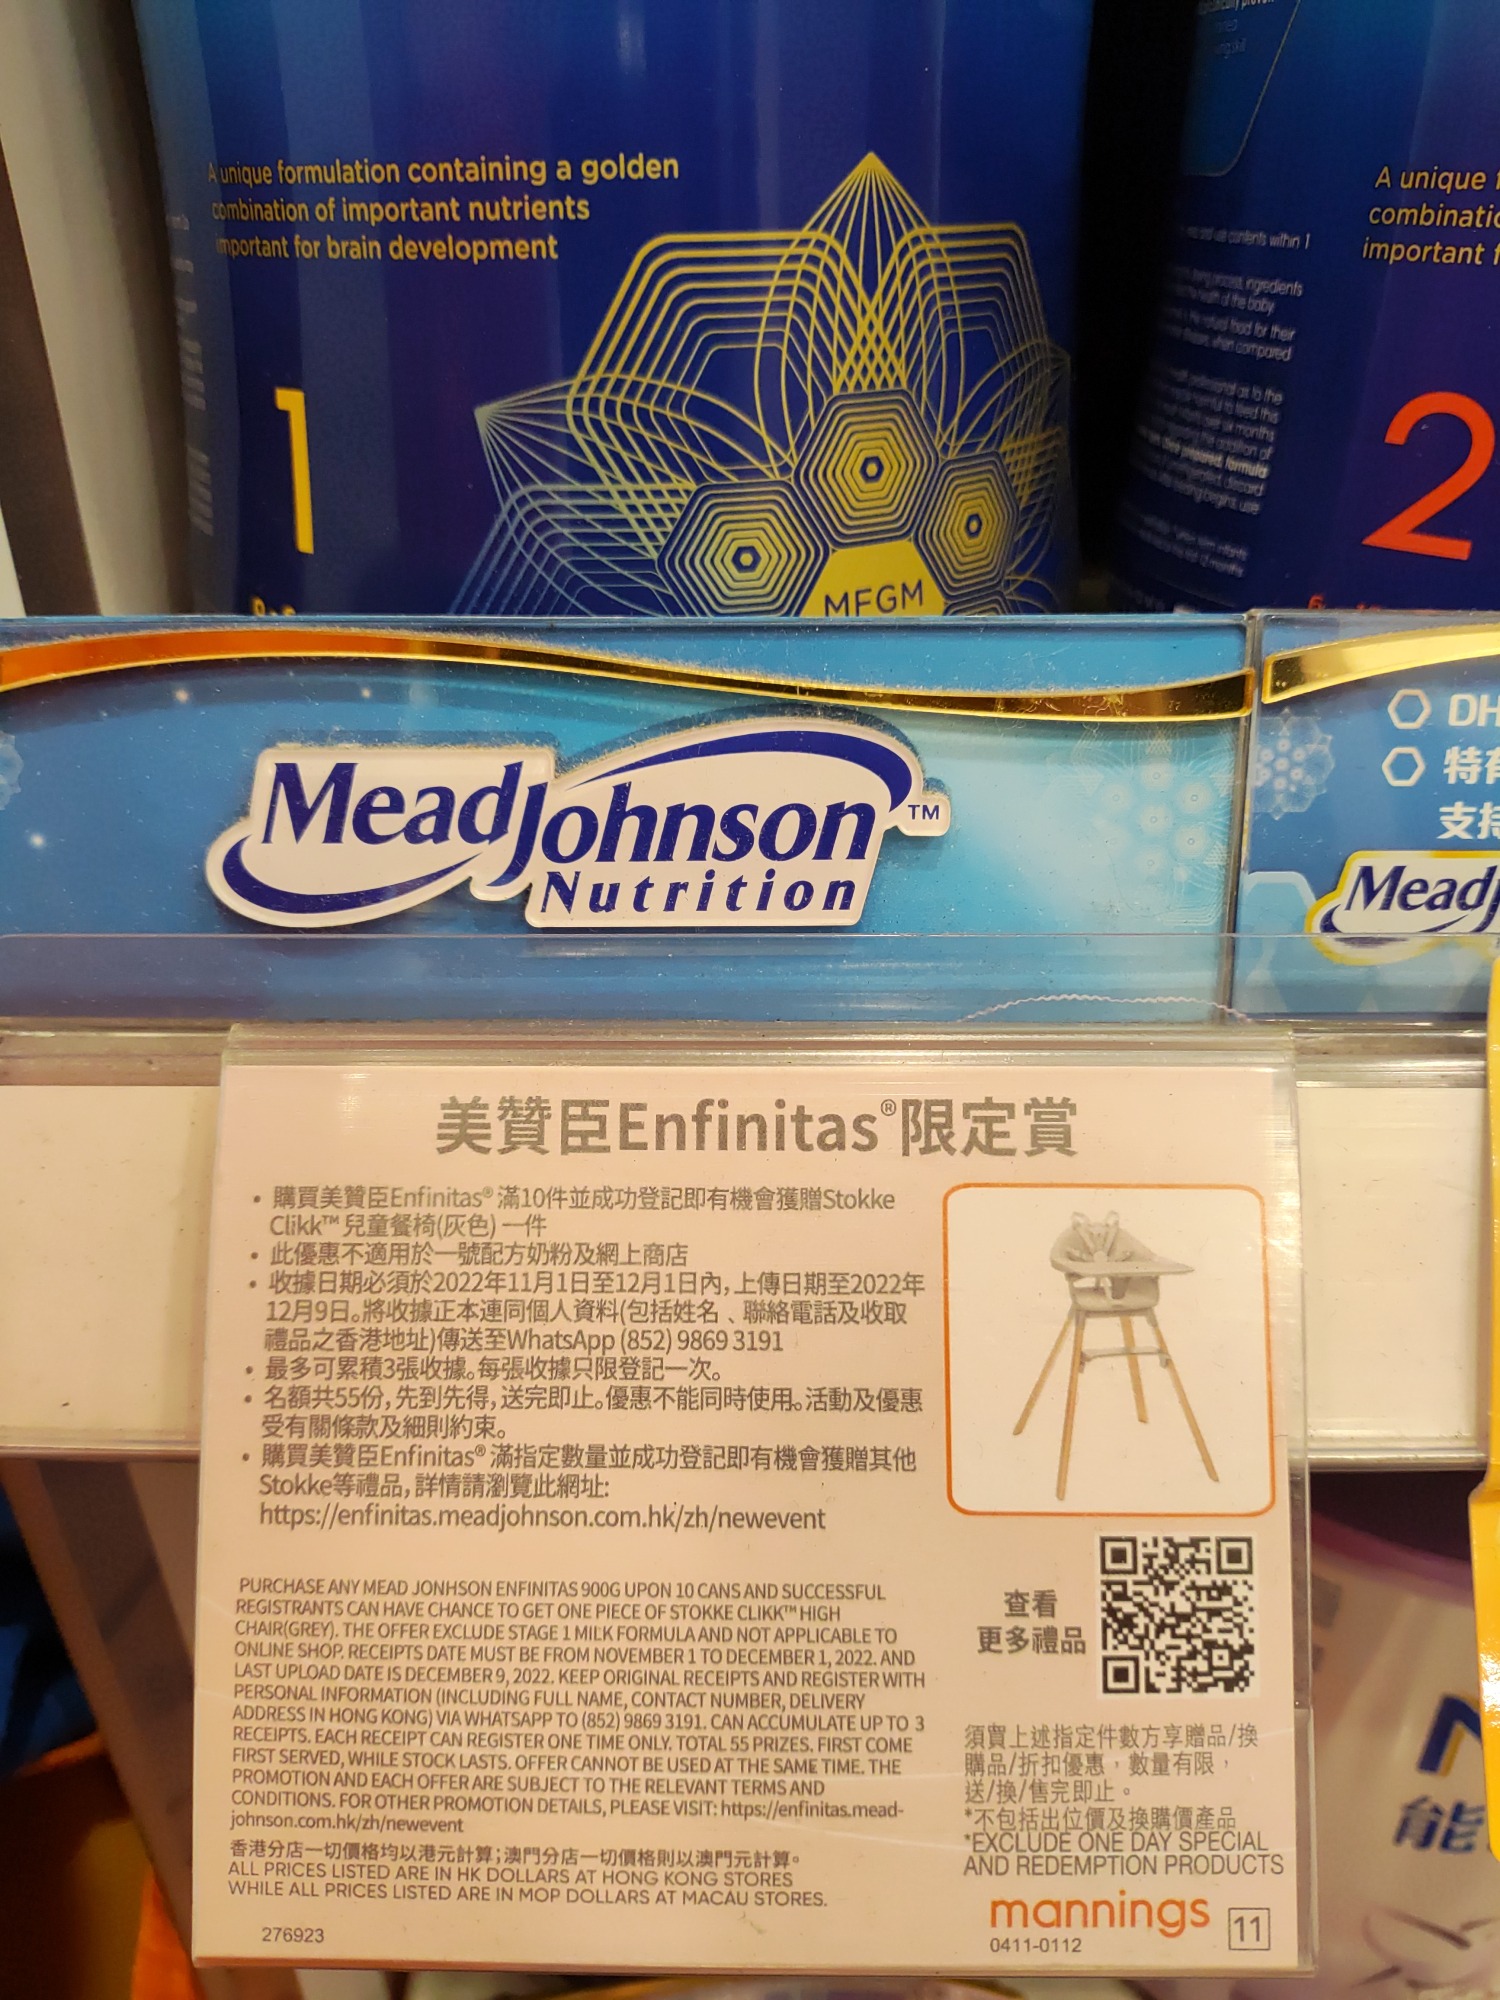 A unique formulation containing a golden
combination of important nutrients
important for brain development
1
MFGM
A unique
important
2
MeadJohnson™
Nutrition
特有
支持
美贊臣Enfinitas®限定賞
• 購買美贊臣Enfinitas® 滿10件並成功登記即有機會獲贈Stokke
Clikk™ 兒童餐椅(灰色) 一件
• 此優惠不適用於一號配方奶粉及網上商店
• 收據日期必須於2022年11月1日至12月1日內,上傳日期至2022年
12月9日。將收據正本連同個人資料(包括姓名、聯絡電話及收取
禮品之香港地址)傳送至WhatsApp (852) 9869 3191
• 最多可累積3張收據。每張收據只限登記一次。
• 名額共55份,先到先得,送完即止。優惠不能同時使用。活動及優惠
受有關條款及細則約束。
• 購買美贊臣Enfinitas® 滿指定數量並成功登記即有機會獲贈其他
Stokke等禮品,詳情請瀏覽此網址:
https://enfinitas.meadjohnson.com.hk/zh/newevent
PURCHASE ANY MEAD JONHSON ENFINITAS 900G UPON 10 CANS AND SUCCESSFUL
REGISTRANTS CAN HAVE CHANCE TO GET ONE PIECE OF STOKKE CLIKK™ HIGH
CHAIR(GREY). THE OFFER EXCLUDE STAGE 1 MILK FORMULA AND NOT APPLICABLE TO
ONLINE SHOP. RECEIPTS DATE MUST BE FROM NOVEMBER 1 TO DECEMBER 1, 2022. AND
LAST UPLOAD DATE IS DECEMBER 9, 2022. KEEP ORIGINAL RECEIPTS AND REGISTER WITH
PERSONAL INFORMATION (INCLUDING FULL NAME, CONTACT NUMBER, DELIVERY
ADDRESS IN HONG KONG) VIA WHATSAPP TO (852) 9869 3191. CAN ACCUMULATE UP TO 3
RECEIPTS. EACH RECEIPT CAN REGISTER ONE TIME ONLY. TOTAL 55 PRIZES. FIRST COME
FIRST SERVED, WHILE STOCK LASTS. OFFER CANNOT BE USED AT THE SAME TIME. THE
PROMOTION AND EACH OFFER ARE SUBJECT TO THE RELEVANT TERMS AND
CONDITIONS. FOR OTHER PROMOTION DETAILS, PLEASE VISIT: https://enfinitas.mead-
johnson.com.hk/zh/newevent
香港分店一切價格均以港元計算;澳門分店一切價格則以澳門元計算。
ALL PRICES LISTED ARE IN HK DOLLARS AT HONG KONG STORES
WHILE ALL PRICES LISTED ARE IN MOP DOLLARS AT MACAU STORES.
276923
查看
更多禮品
須買上述指定件數方享贈品/換
購品/折扣優惠，數量有限，
送/換/售完即止。
*不包括出位價及換購價產品
*EXCLUDE ONE DAY SPECIAL
AND REDEMPTION PRODUCTS
mannings
0411-0112
11
能